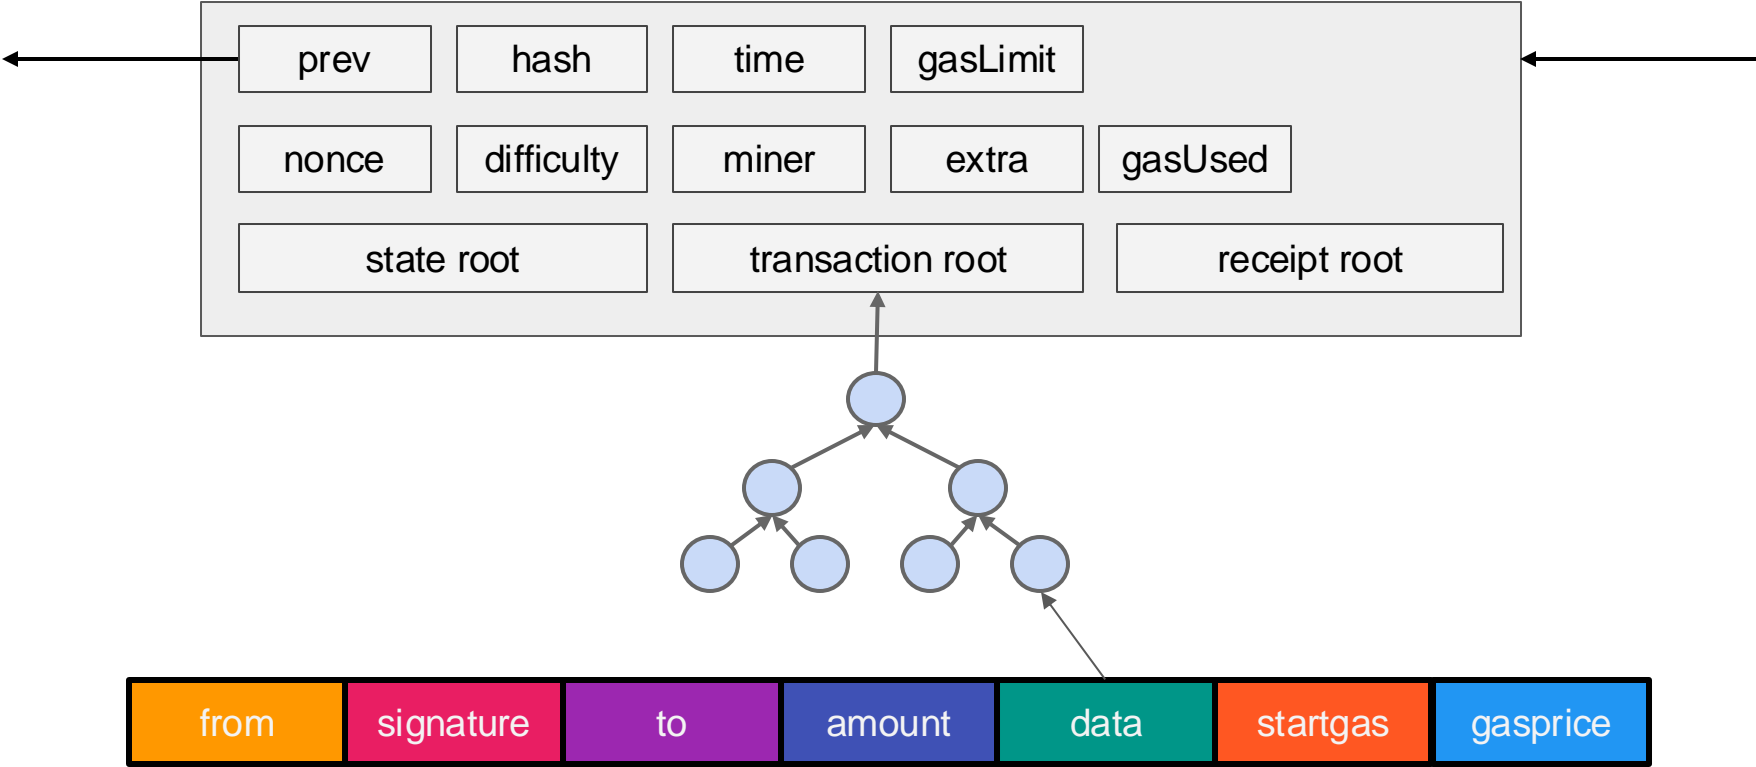 prev hash time gasLimit
nonce difficulty miner extra gasUsed
state root transaction root receipt root
from signature to amount data startgas gasprice